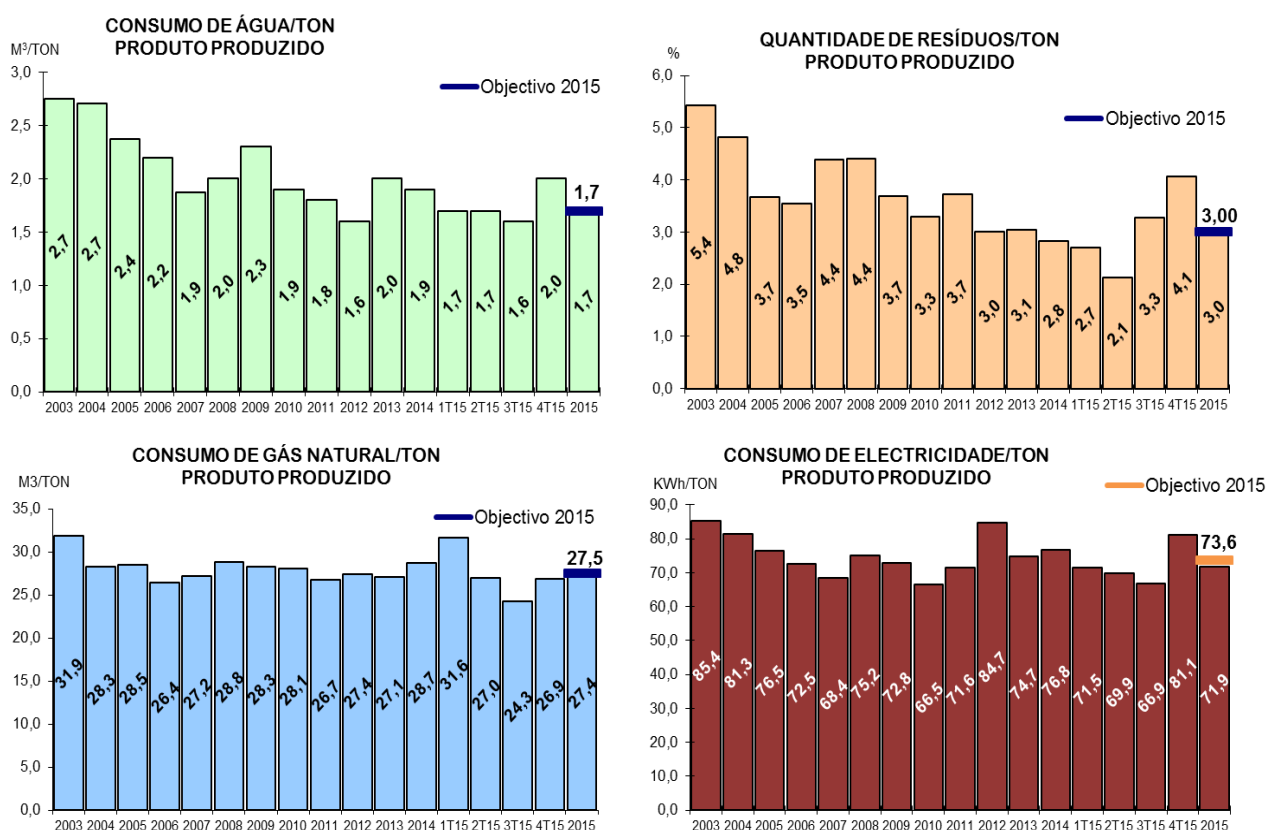 CONSUMO DE ÁGUA/TON
PRODUTO PRODUZIDO
M³/TON
Objectivo 2015
3,0
2,5
2,0
1,5
1,0
0,5
0,0
2,7 2,7 2,4 2,2 1,9 2,0 2,3 1,9 1,8 1,6 2,0 1,9 1,7 1,7 1,6 2,0 1,7
1,7
2003 2004 2005 2006 2007 2008 2009 2010 2011 2012 2013 2014 1T15 2T15 3T15 4T15 2015
QUANTIDADE DE RESÍDUOS/TON
PRODUTO PRODUZIDO
%
Objectivo 2015
6,0
5,0
4,0
3,0
2,0
1,0
0,0
5,4 4,8 3,7 3,5 4,4 4,4 3,7 3,3 3,7 3,0 3,1 2,8 2,7 2,1 3,3 4,1 3,0
3,00
2003 2004 2005 2006 2007 2008 2009 2010 2011 2012 2013 2014 1T15 2T15 3T15 4T15 2015
CONSUMO DE GÁS NATURAL/TON
PRODUTO PRODUZIDO
M3/TON
Objectivo 2015
35,0
30,0
25,0
20,0
15,0
10,0
5,0
0,0
31,9 28,3 28,5 26,4 27,2 28,8 28,3 28,1 26,7 27,4 27,1 28,7 31,6 27,0 24,3 26,9 27,4
27,5
2003 2004 2005 2006 2007 2008 2009 2010 2011 2012 2013 2014 1T15 2T15 3T15 4T15 2015
CONSUMO DE ELECTRICIDADE/TON
PRODUTO PRODUZIDO
KWh/TON
Objectivo 2015
90,0
80,0
70,0
60,0
50,0
40,0
30,0
20,0
10,0
0,0
85,4 81,3 76,5 72,5 68,4 75,2 72,8 66,5 71,6 84,7 74,7 76,8 71,5 69,9 66,9 81,1 71,9
73,6
2003 2004 2005 2006 2007 2008 2009 2010 2011 2012 2013 2014 1T15 2T15 3T15 4T15 2015